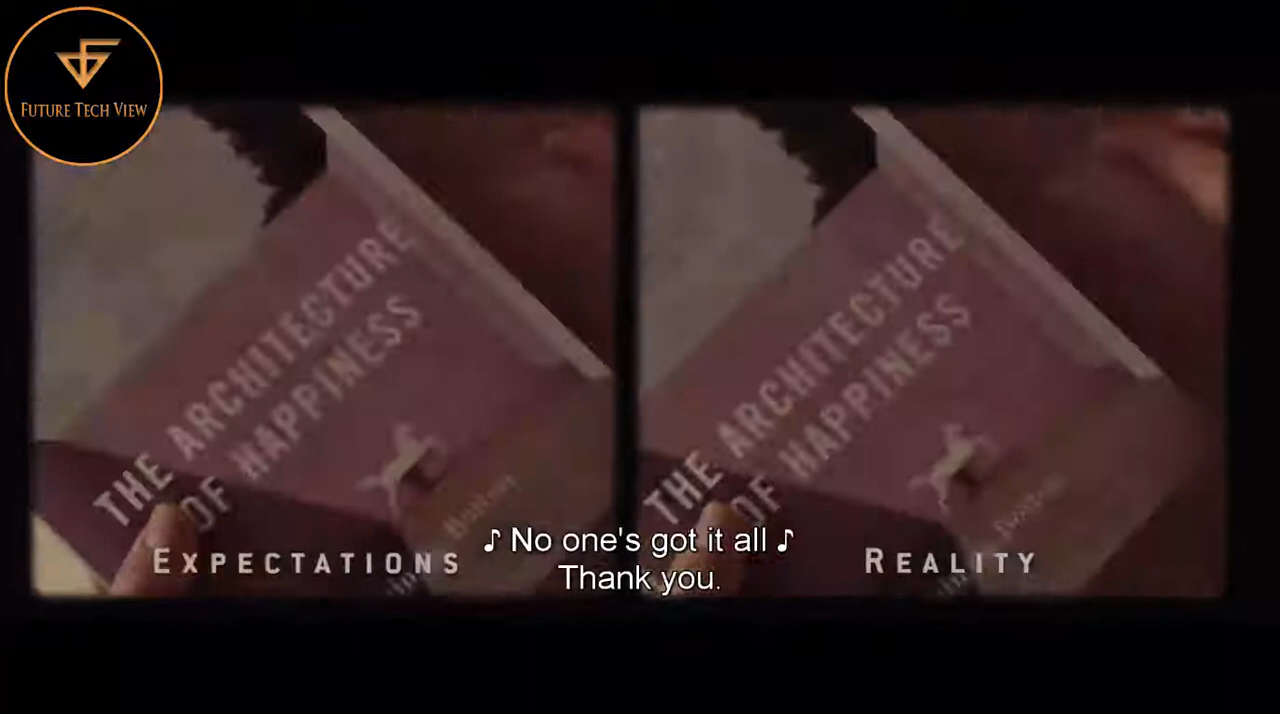 FUTURE TECH VIEW
THE ARCHITECTURE
OF HAPPINESS
THE ARCHITECTURE
OF HAPPINESS
EXPECTATIONS
REALITY
♪ No one's got it all ♪
Thank you.